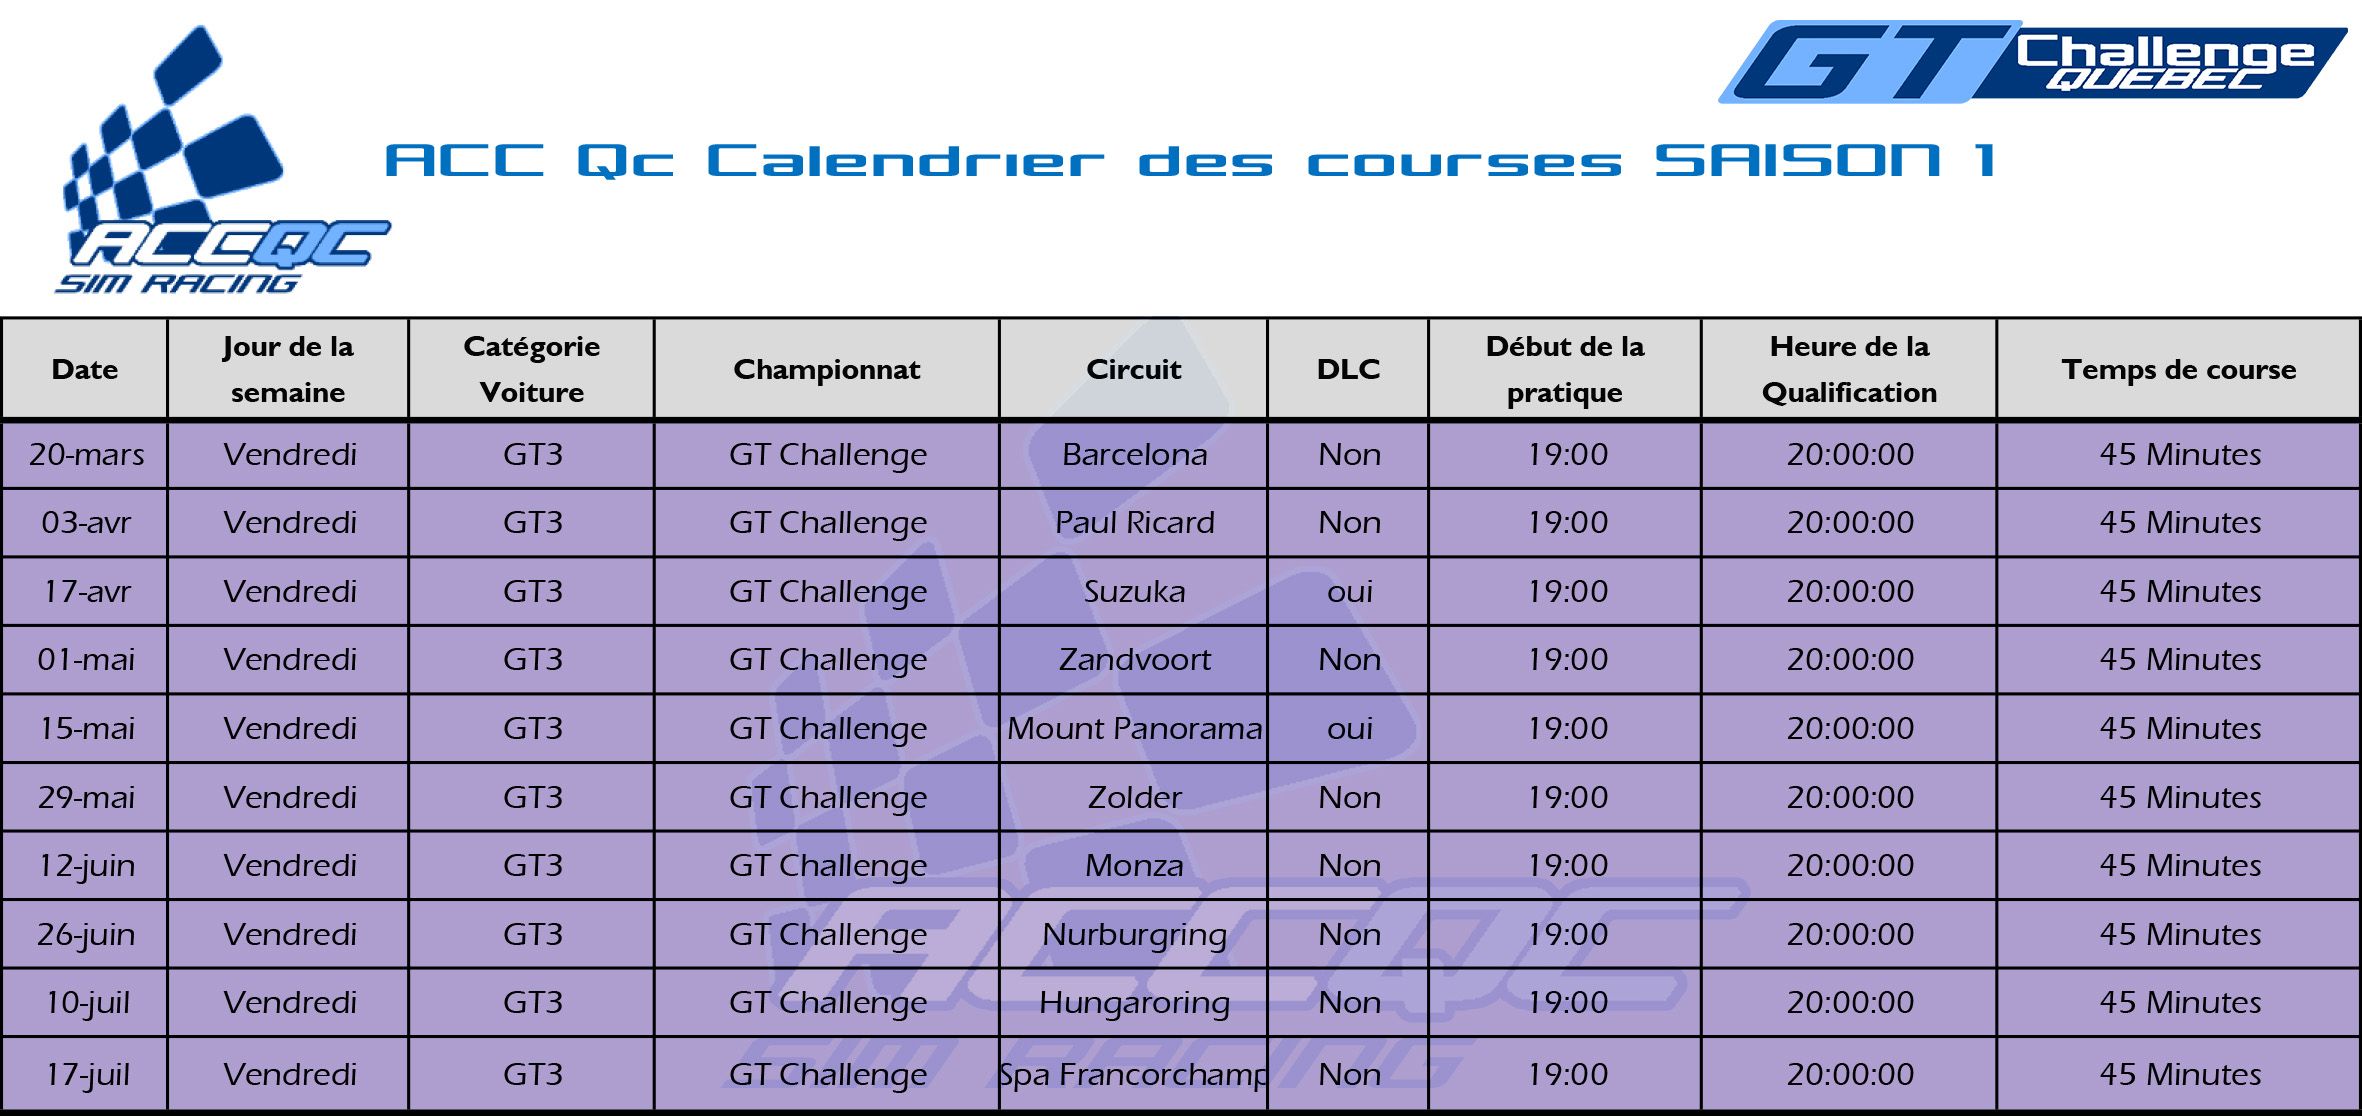 GT Challenge
QUEBEC
ACC Qc Calendrier des courses SAISON 1
ACCQC
SIM RACING
Date Jour de la semaine Catégorie Voiture Championnat Circuit DLC Début de la pratique Heure de la Qualification Temps de course
20-mars Vendredi GT3 GT Challenge Barcelona Non 19:00 20:00:00 45 Minutes
03-avr Vendredi GT3 GT Challenge Paul Ricard Non 19:00 20:00:00 45 Minutes
17-avr Vendredi GT3 GT Challenge Suzuka oui 19:00 20:00:00 45 Minutes
01-mai Vendredi GT3 GT Challenge Zandvoort Non 19:00 20:00:00 45 Minutes
15-mai Vendredi GT3 GT Challenge Mount Panorama oui 19:00 20:00:00 45 Minutes
29-mai Vendredi GT3 GT Challenge Zolder Non 19:00 20:00:00 45 Minutes
12-juin Vendredi GT3 GT Challenge Monza Non 19:00 20:00:00 45 Minutes
26-juin Vendredi GT3 GT Challenge Nurburgring Non 19:00 20:00:00 45 Minutes
10-juil Vendredi GT3 GT Challenge Hungaroring Non 19:00 20:00:00 45 Minutes
17-juil Vendredi GT3 GT Challenge Spa Francorchamp Non 19:00 20:00:00 45 Minutes
ACCQC
SIM RACING